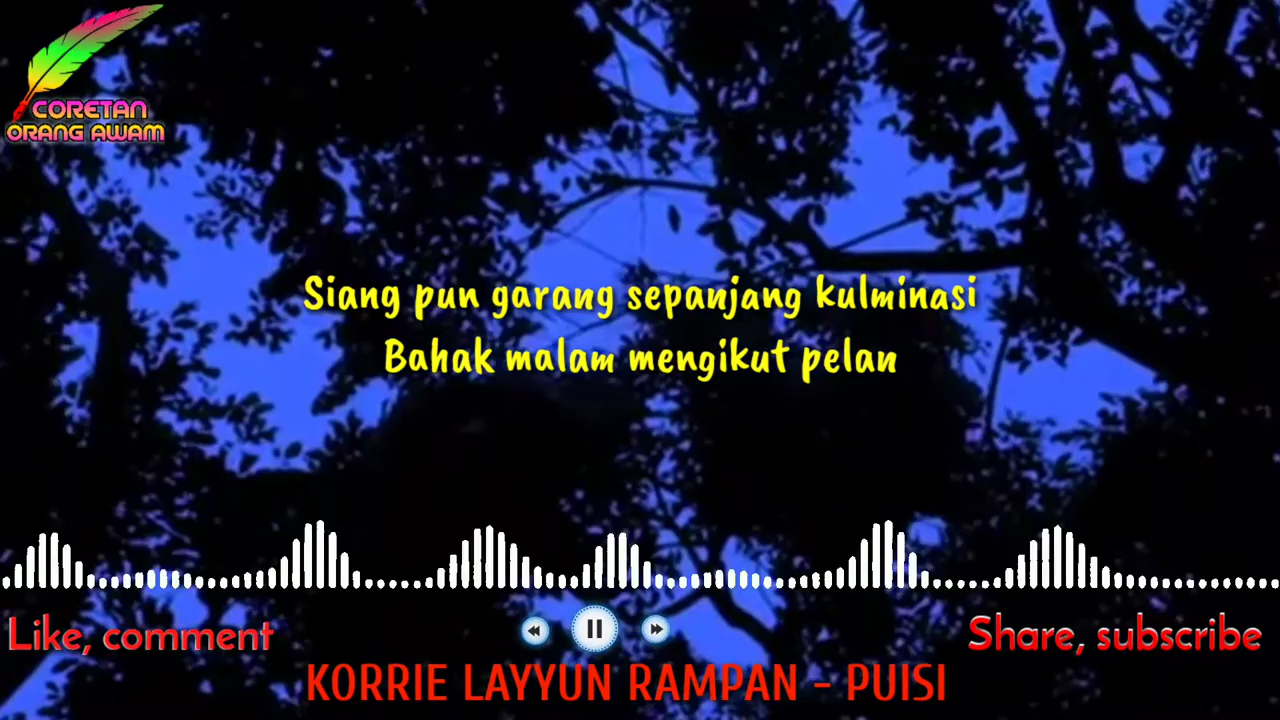 CORETAN
ORANG AWAM
Siang pun garang sepanjang kulminasi
Bahak malam mengikut pelan
Like, comment
Share, subscribe
KORRIE LAYYUN RAMPAN - PUISI